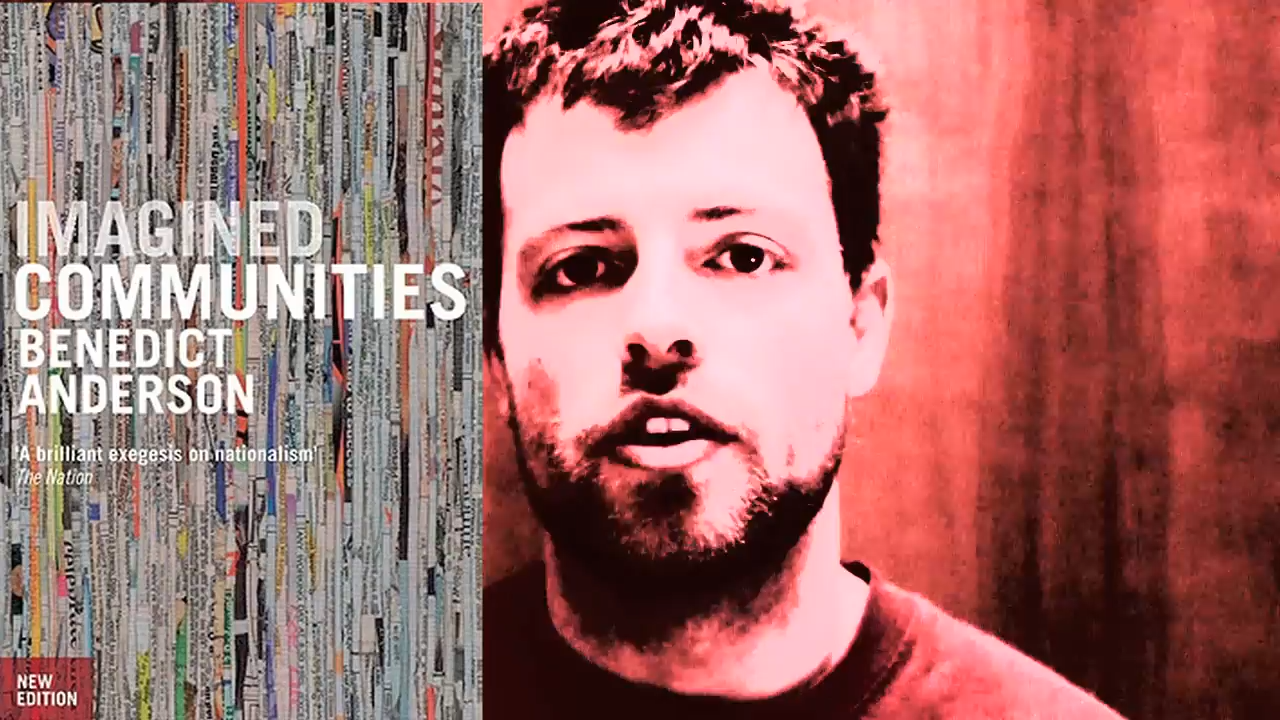 IMAGINED
COMMUNITIES
BENEDICT
ANDERSON
'A brilliant exegesis on nationalism'
The Nation
NEW
EDITION